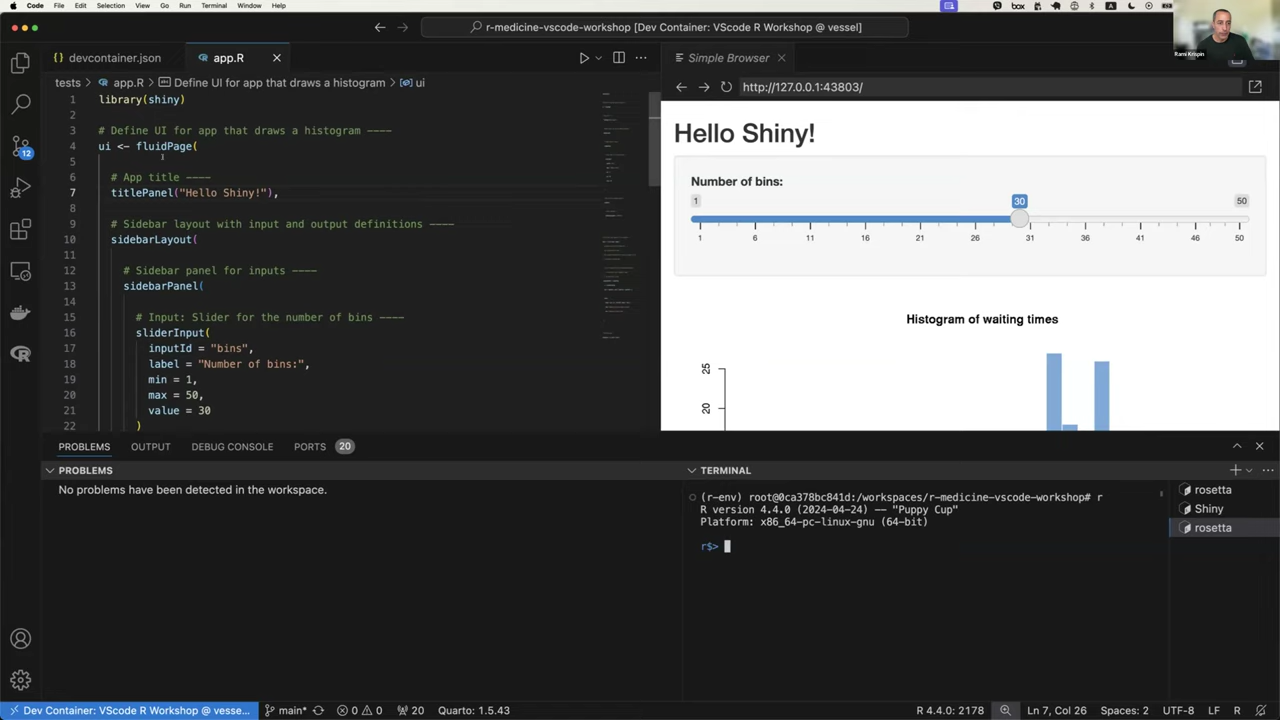 Code File Edit Selection View Go Run Terminal Window Help
box
A
r-medicine-vscode-workshop [Dev Container: VScode R Workshop @ vessel]
Rami Krispin
devcontainer.json
app.R
Simple Browser
tests > app.R > Define UI for app that draws a histogram > ui
http://127.0.0.1:43803/
1 library(shiny)
2
3 # Define UI for app that draws a histogram ----
4 ui <- fluidPage(
5
6 # App title ----
7 titlePanel("Hello Shiny!"),
8
9 # Sidebar layout with input and output definitions ----
10 sidebarLayout(
11
12 # Sidebar panel for inputs ----
13 sidebarPanel(
14
15 # Input: Slider for the number of bins ----
16 sliderInput(
17 inputId = "bins",
18 label = "Number of bins:",
19 min = 1,
20 max = 50,
21 value = 30
22 )
Hello Shiny!
Number of bins:
1 30 50
1 6 11 16 21 26 31 36 41 46 50
Histogram of waiting times
25
20
12
PROBLEMS OUTPUT DEBUG CONSOLE PORTS 20
PROBLEMS
No problems have been detected in the workspace.
TERMINAL
(r-env) root@0ca378bc841d:/workspaces/r-medicine-vscode-workshop# r
R version 4.4.0 (2024-04-24) -- "Puppy Cup"
Platform: x86_64-pc-linux-gnu (64-bit)
r$>
rosetta
Shiny
rosetta
Dev Container: VScode R Workshop @ vesse... main* 0 0 20 Quarto: 1.5.43 R 4.4.0: 2178 Ln 7, Col 26 Spaces: 2 UTF-8 LF R